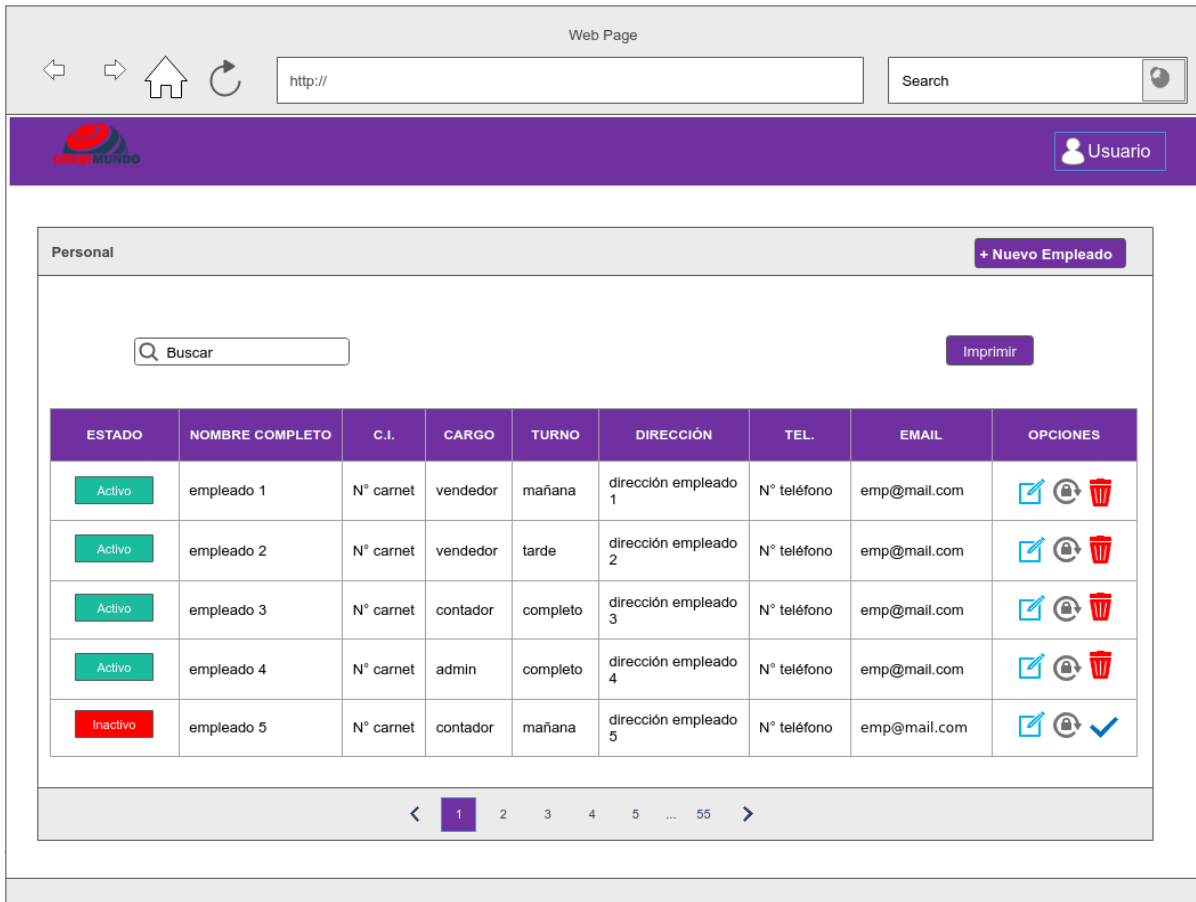 Web Page
http://
Search
CREDIMUNDO
Usuario
Personal
+ Nuevo Empleado
Buscar
Imprimir
ESTADO NOMBRE COMPLETO C.I. CARGO TURNO DIRECCIÓN TEL. EMAIL OPCIONES
Activo empleado 1 N° carnet vendedor mañana dirección empleado 1 N° teléfono emp@mail.com
Activo empleado 2 N° carnet vendedor tarde dirección empleado 2 N° teléfono emp@mail.com
Activo empleado 3 N° carnet contador completo dirección empleado 3 N° teléfono emp@mail.com
Activo empleado 4 N° carnet admin completo dirección empleado 4 N° teléfono emp@mail.com
Inactivo empleado 5 N° carnet contador mañana dirección empleado 5 N° teléfono emp@mail.com
1 2 3 4 5 ... 55